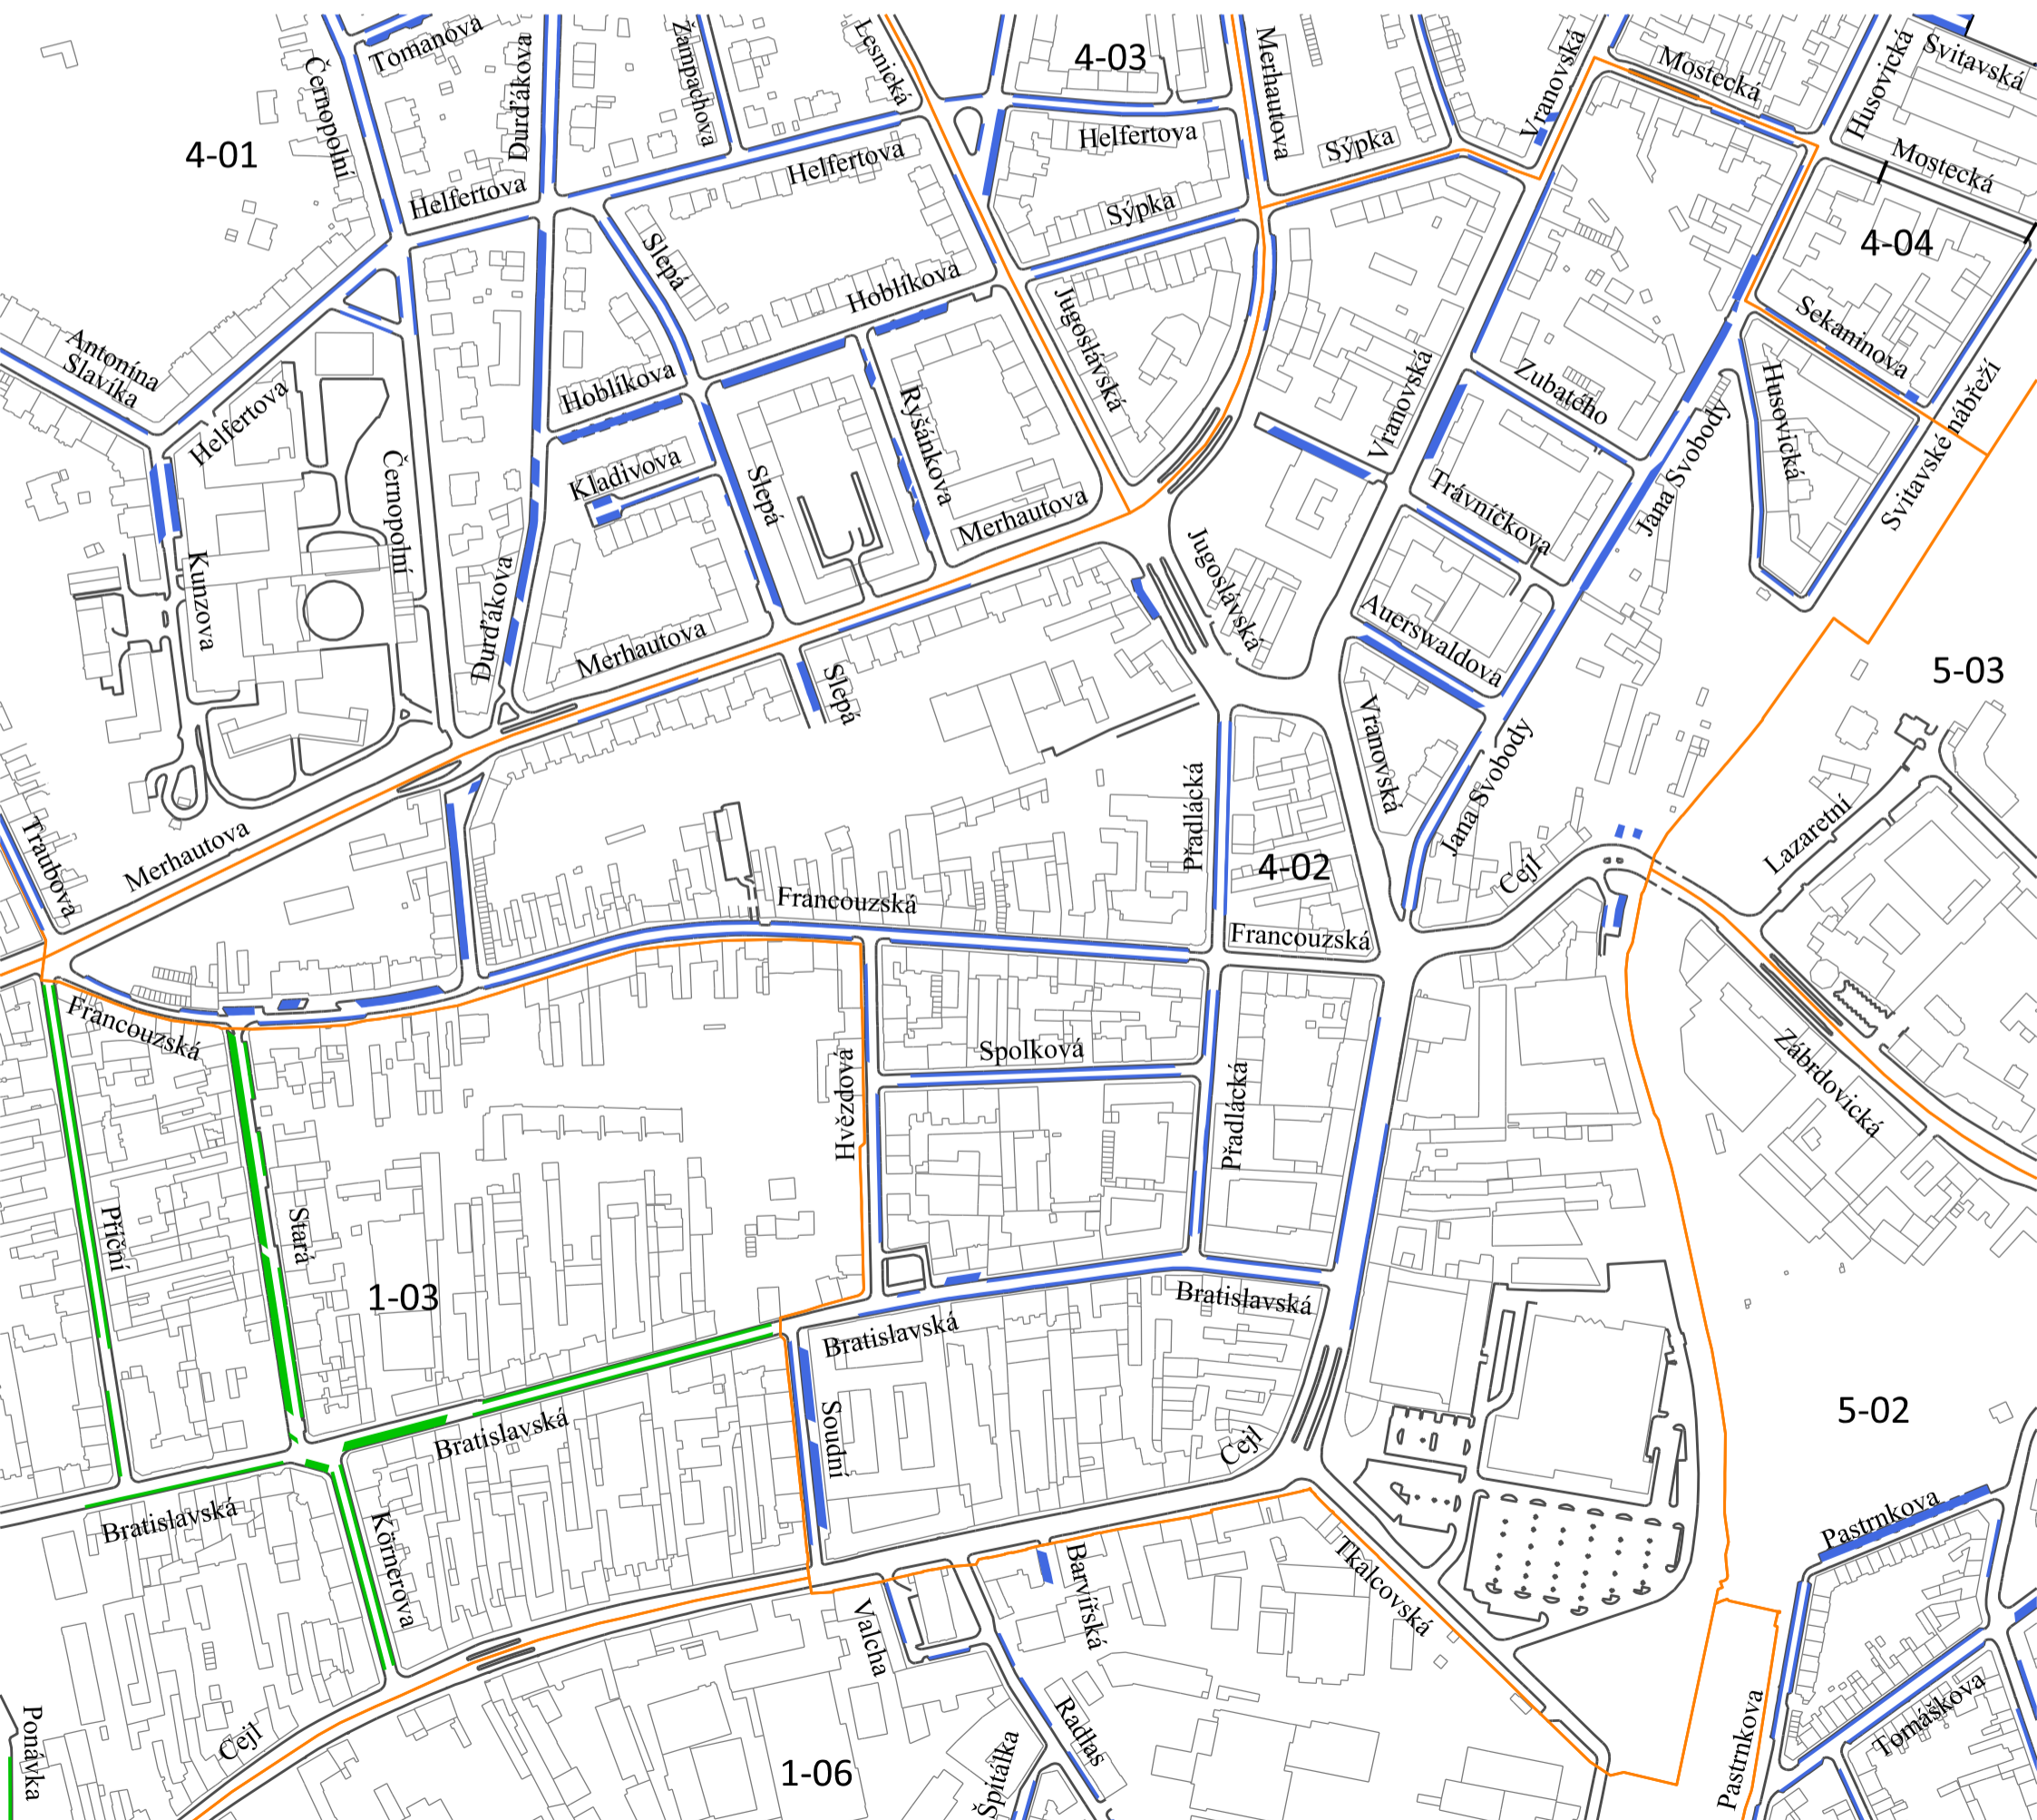 Tomanova
Durďákova
Zampachova
Lesnická
4-03
Merhautova
Vranovská
Mostecká
Husovická
Svitavská
Černopolní
4-01
Helfertova
Helfertova
Helfertova
Sýpka
Sýpka
Mostecká
4-04
Slepá
Hoblíkova
Jugoslávská
Sekaninova
Antonína
Slavíka
Helfertova
Hoblíkova
Ryšánkova
Vranovská
Zubatého
Husovická
Svitavské nábřeží
Černopolní
Kladivova
Slepá
Merhautova
Trávníčkova
Jana Svobody
Kunzova
Durďákova
Merhautova
Jugoslávská
Auerswaldova
5-03
Slepá
Vranovská
Jana Svobody
Traubova
Merhautova
Přadlácká
4-02
Cejl
Lazaretní
Francouzská
Francouzská
Francouzská
Spolková
Hvězdová
Přadlácká
Zábrdovická
Příční
Stará
1-03
Bratislavská
Bratislavská
Bratislavská
Bratislavská
Soudní
Cejl
5-02
Körnerova
Pastrnkova
Tkalcovská
Barvířská
Valcha
Radlas
Ponávka
Cejl
1-06
Špitálka
Pastrnkova
Tomáškova